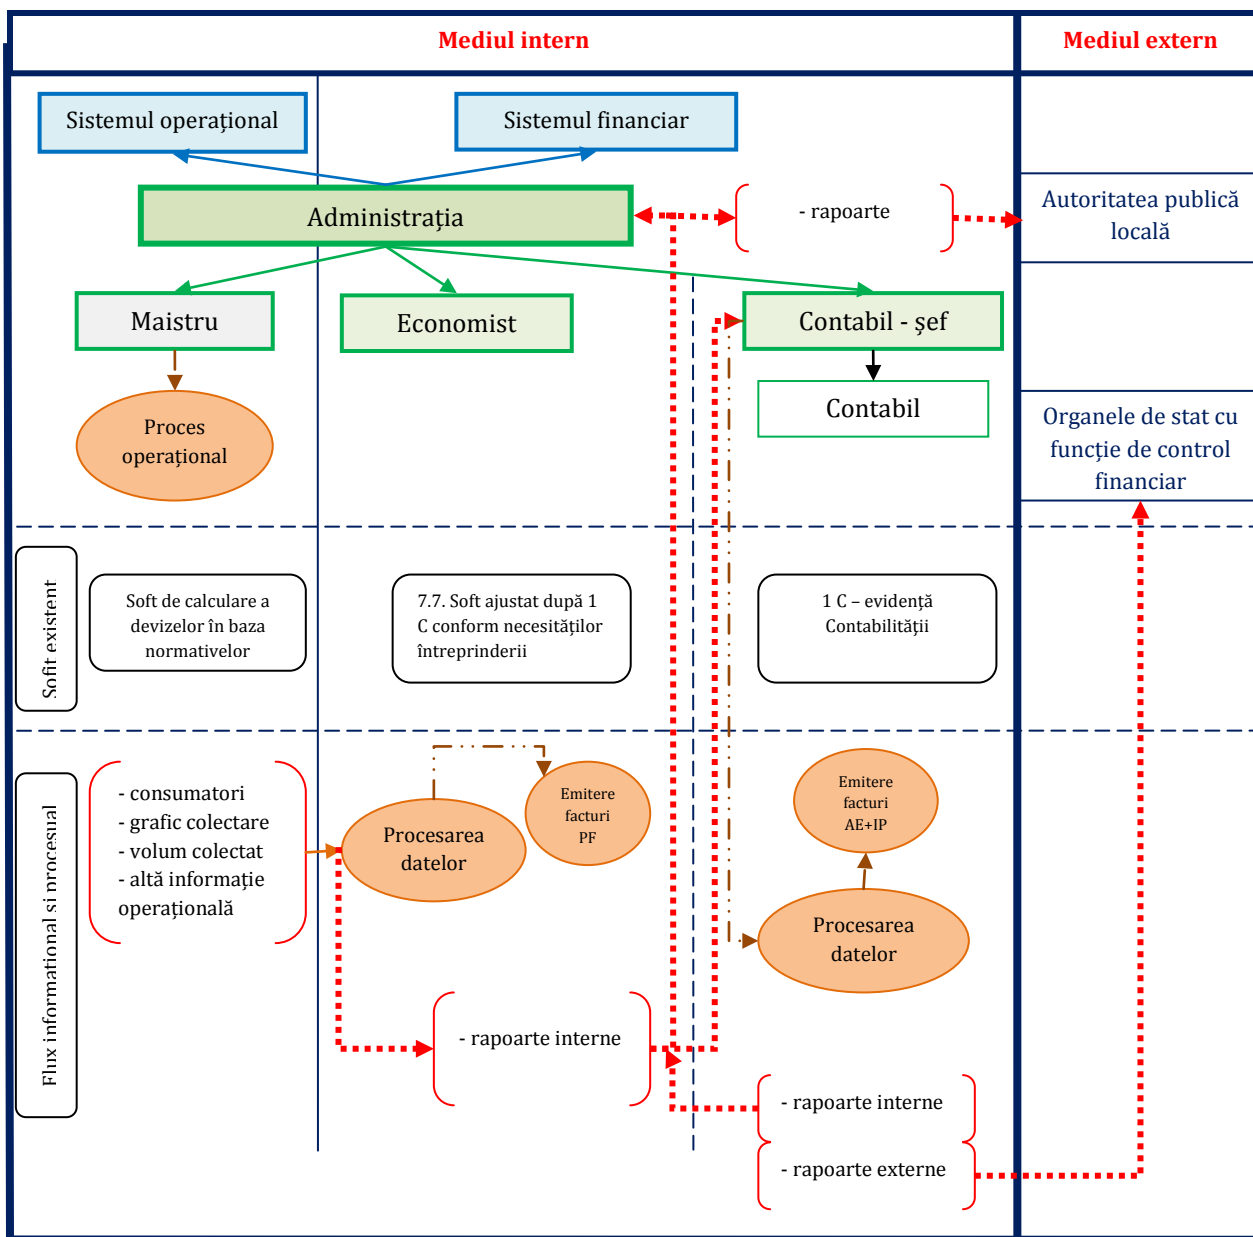 Mediul intern
Mediul extern
Sistemul operațional
Sistemul financiar
Administrația
- rapoarte
Autoritatea publică
locală
Maistru
Economist
Contabil - șef
Contabil
Proces
operațional
Organele de stat cu
funcție de control
financiar
Sofit existent
Soft de calculare a
devizelor în baza
normativelor
7.7. Soft ajustat după 1
C conform necesităților
întreprinderii
1 C – evidență
Contabilității
Flux informational si procesual
- consumatori
- grafic colectare
- volum colectat
- altă informație
operațională
Procesarea
datelor
Emitere
facturi
PF
Emitere
facturi
AE+IP
Procesarea
datelor
- rapoarte interne
- rapoarte interne
- rapoarte externe